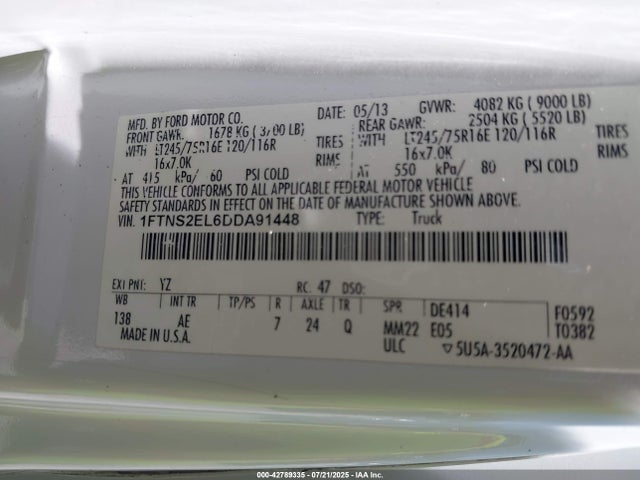 MFD. BY FORD MOTOR CO. DATE: 05/13 GVWR: 4082 KG ( 9000 LB)
FRONT GAWR: 1678 KG ( 3700 LB) REAR GAWR: 2504 KG ( 5520 LB)
WITH LT245/75R16E 120/116R TIRES WITH LT245/75R16E 120/116R TIRES
16x7.0K RIMS 16x7.0K RIMS
AT 415 kPa/ 60 PSI COLD AT 550 kPa/ 80 PSI COLD
THIS VEHICLE CONFORMS TO ALL APPLICABLE FEDERAL MOTOR VEHICLE
SAFETY STANDARDS IN EFFECT ON THE DATE OF MANUFACTURE SHOWN ABOVE.
VIN: 1FTNS2EL6DDA91448 TYPE: Truck
EXT PNT: YZ RC: 47 DSO:
WB INT TR TP/PS R AXLE TR SPR DE414 F0592
138 AE 7 24 Q MM22 E05 T0382
MADE IN U.S.A. ULC ▽5U5A-3520472-AA
000-42789335 - 07/21/2025 - IAAI.com